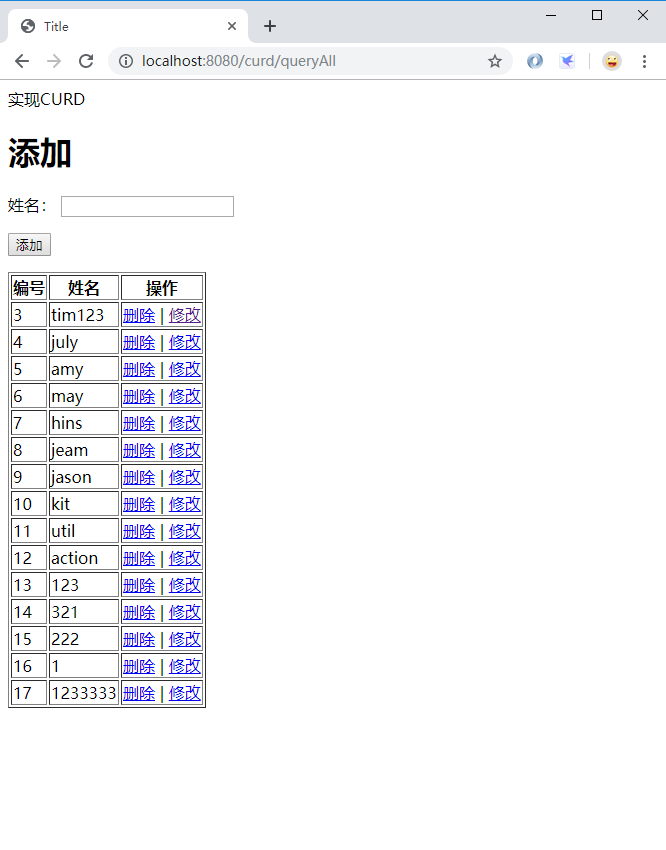 Title
localhost:8080/curd/queryAll
实现CURD
添加
姓名：
添加
编号 姓名 操作
3 tim123 删除 | 修改
4 july 删除 | 修改
5 amy 删除 | 修改
6 may 删除 | 修改
7 hins 删除 | 修改
8 jeam 删除 | 修改
9 jason 删除 | 修改
10 kit 删除 | 修改
11 util 删除 | 修改
12 action 删除 | 修改
13 123 删除 | 修改
14 321 删除 | 修改
15 222 删除 | 修改
16 1 删除 | 修改
17 1233333 删除 | 修改